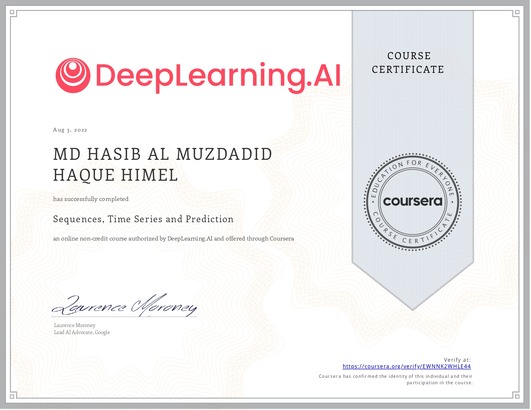 DeepLearning.AI
COURSE
CERTIFICATE
Aug 3, 2022
MD HASIB AL MUZDADID
HAQUE HIMEL
has successfully completed
Sequences, Time Series and Prediction
an online non-credit course authorized by DeepLearning.AI and offered through Coursera
EDUCATION FOR EVERYONE
coursera
COURSE CERTIFICATE
Laurence Moroney
Laurence Moroney
Lead AI Advocate, Google
Verify at:
https://coursera.org/verify/EWNNK2WHLE44
Coursera has confirmed the identity of this individual and their
participation in the course.